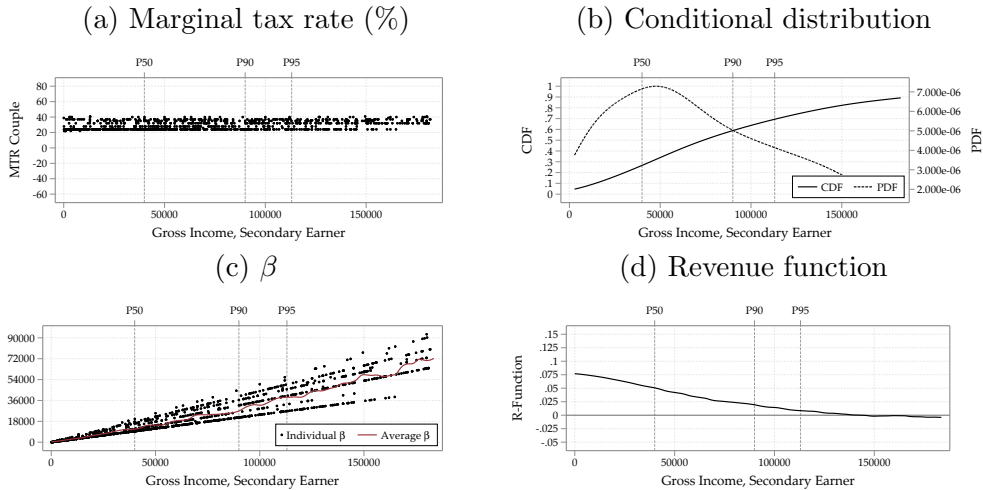 (a) Marginal tax rate (%)
P50 P90 P95
80
60
40
20
0
-20
-40
-60
MTR Couple
0 50000 100000 150000
Gross Income, Secondary Earner
(b) Conditional distribution
P50 P90 P95
1
.9
.8
.7
.6
.5
.4
.3
.2
.1
0
CDF
7.000e-06
6.000e-06
5.000e-06
4.000e-06
3.000e-06
2.000e-06
PDF
CDF PDF
0 50000 100000 150000
Gross Income, Secondary Earner
(c) β
P50 P90 P95
90000
72000
54000
36000
18000
0
Individual β Average β
0 50000 100000 150000
Gross Income, Secondary Earner
(d) Revenue function
P50 P90 P95
.15
.125
.1
.075
.05
.025
0
-.025
-.05
R-Function
0 50000 100000 150000
Gross Income, Secondary Earner